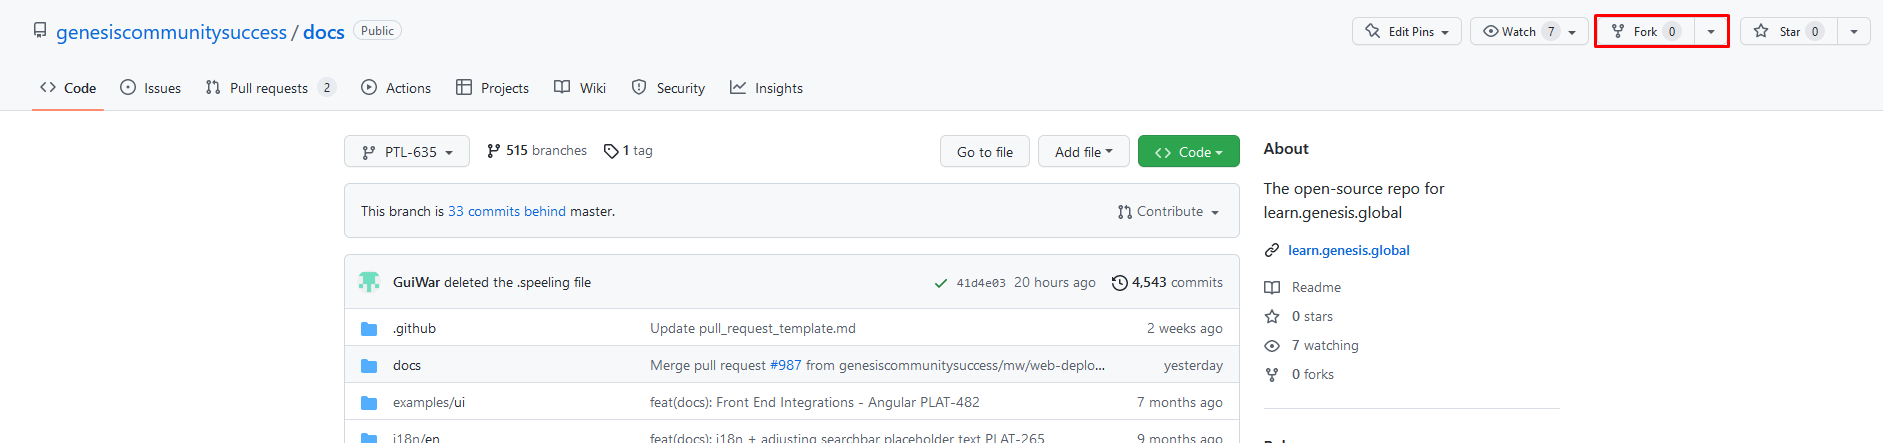 genesiscommunitysuccess / docs Public
Edit Pins Watch 7 Fork 0 Star 0
Code Issues Pull requests 2 Actions Projects Wiki Security Insights
PTL-635 515 branches 1 tag Go to file Add file Code
This branch is 33 commits behind master. Contribute
GuiWar deleted the .speeling file 41d4e03 20 hours ago 4,543 commits
.github Update pull_request_template.md 2 weeks ago
docs Merge pull request #987 from genesiscommunitysuccess/mw/web-deplo... yesterday
examples/ui feat(docs): Front End Integrations - Angular PLAT-482 7 months ago
i18n/en feat(docs): i18n + adjusting searchbar placeholder text PLAT-265 9 months ago
About
The open-source repo for
learn.genesis.global
learn.genesis.global
Readme
0 stars
7 watching
0 forks